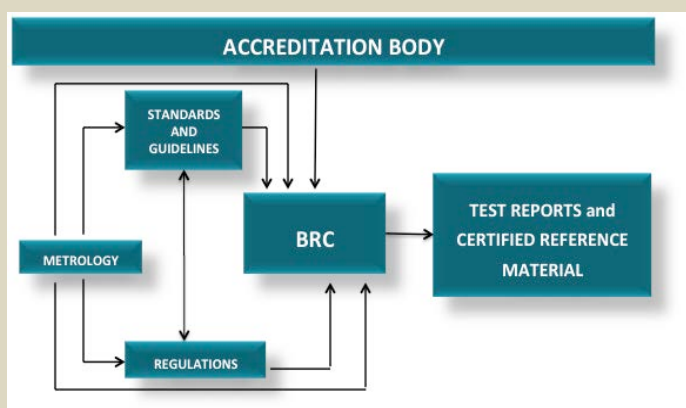 ACCREDITATION BODY
STANDARDS
AND
GUIDELINES
METROLOGY
BRC
TEST REPORTS and
CERTIFIED REFERENCE
MATERIAL
REGULATIONS